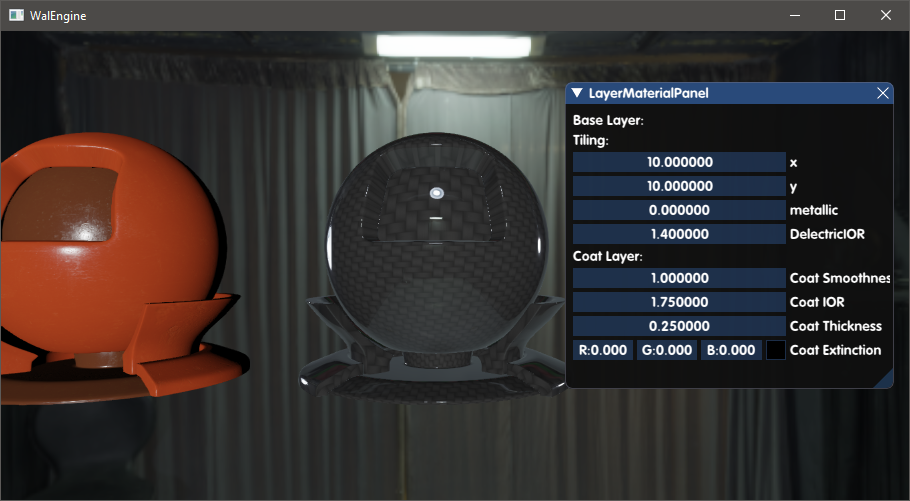 WalEngine
LayerMaterialPanel
Base Layer:
Tiling:
10.000000 x
10.000000 y
0.000000 metallic
1.400000 DelectricIOR
Coat Layer:
1.000000 Coat Smoothnes
1.750000 Coat IOR
0.250000 Coat Thickness
R:0.000 G:0.000 B:0.000 Coat Extinction